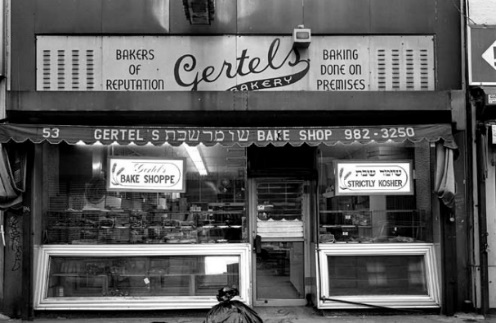 BAKERS OF REPUTATION
Gertels BAKERY
BAKING DONE ON PREMISES
53 GERTEL'S שומר שבת BAKE SHOP 982-3250
Gertel's
BAKE SHOPPE
שומר שבת
STRICTLY KOSHER